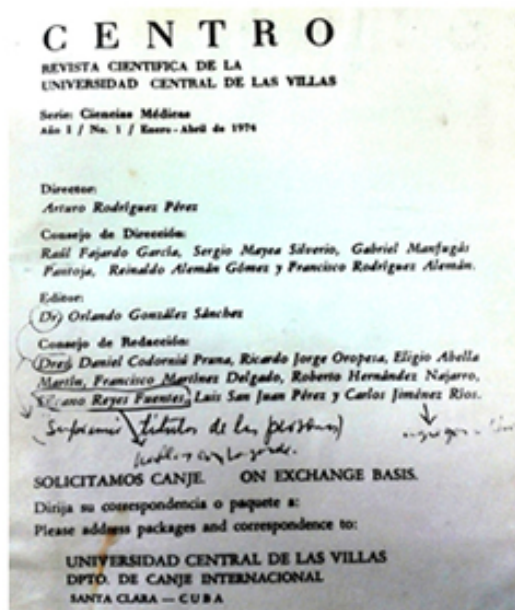 CENTRO
REVISTA CIENTIFICA DE LA
UNIVERSIDAD CENTRAL DE LAS VILLAS
Serie: Ciencias Médicas
Año I / No. 1 / Enero-Abril de 1974
Director:
Arturo Rodríguez Pérez
Consejo de Dirección:
Raúl Fajardo García, Sergio Mayea Silverio, Gabriel Manfugás
Pantoja, Reinaldo Alemán Gómez y Francisco Rodríguez Alemán.
Editor:
Dr. Orlando González Sánchez
Consejo de Redacción:
Dres. Daniel Codorniú Pruna, Ricardo Jorge Oropesa, Eligio Abella
Martín, Francisco Martínez Delgado, Roberto Hernández Najarro,
Reyes Fuentes, Luis San Juan Pérez y Carlos Jiménez Ríos.
(Suprimir títulos de las personas)
SOLICITAMOS CANJE. ON EXCHANGE BASIS.
Dirija su correspondencia o paquete a:
Please address packages and correspondence to:
UNIVERSIDAD CENTRAL DE LAS VILLAS
DPTO. DE CANJE INTERNACIONAL
SANTA CLARA — CUBA